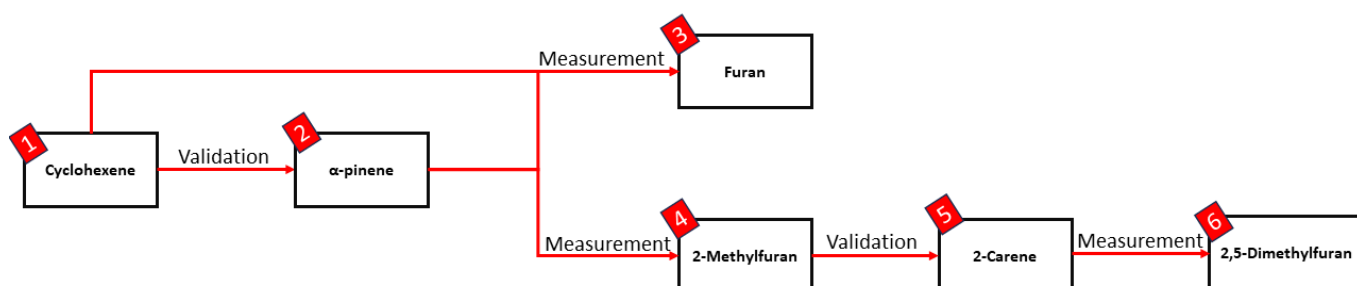 3
Measurement
Furan
1
Cyclohexene
Validation
2
α-pinene
4
Measurement
2-Methylfuran
Validation
5
2-Carene
Measurement
6
2,5-Dimethylfuran